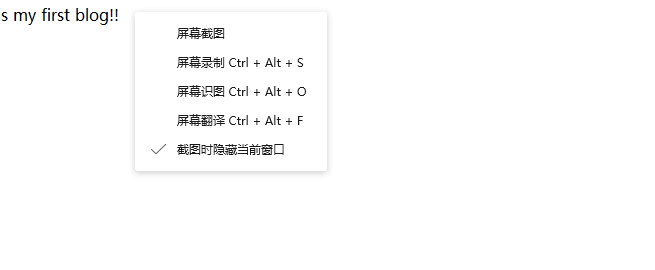 s my first blog!!
屏幕截图
屏幕录制 Ctrl + Alt + S
屏幕识图 Ctrl + Alt + O
屏幕翻译 Ctrl + Alt + F
截图时隐藏当前窗口